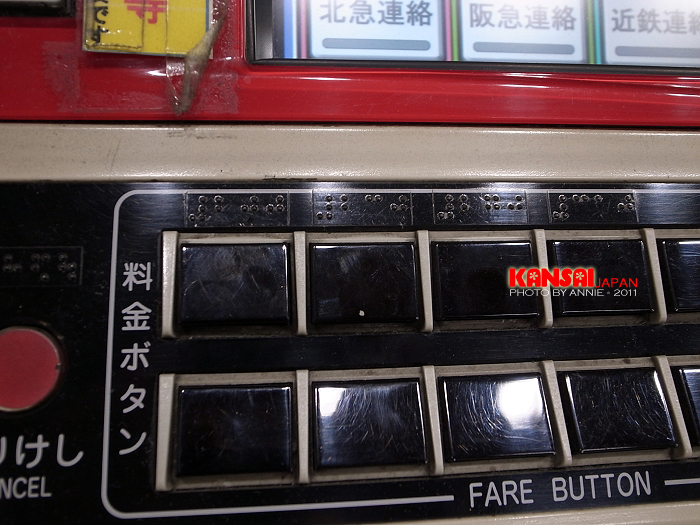 北急連絡
阪急連絡
近鉄連
料金ボタン
りけし
NCEL
FARE BUTTON
KANSAI JAPAN
PHOTO BY ANNIE - 2011